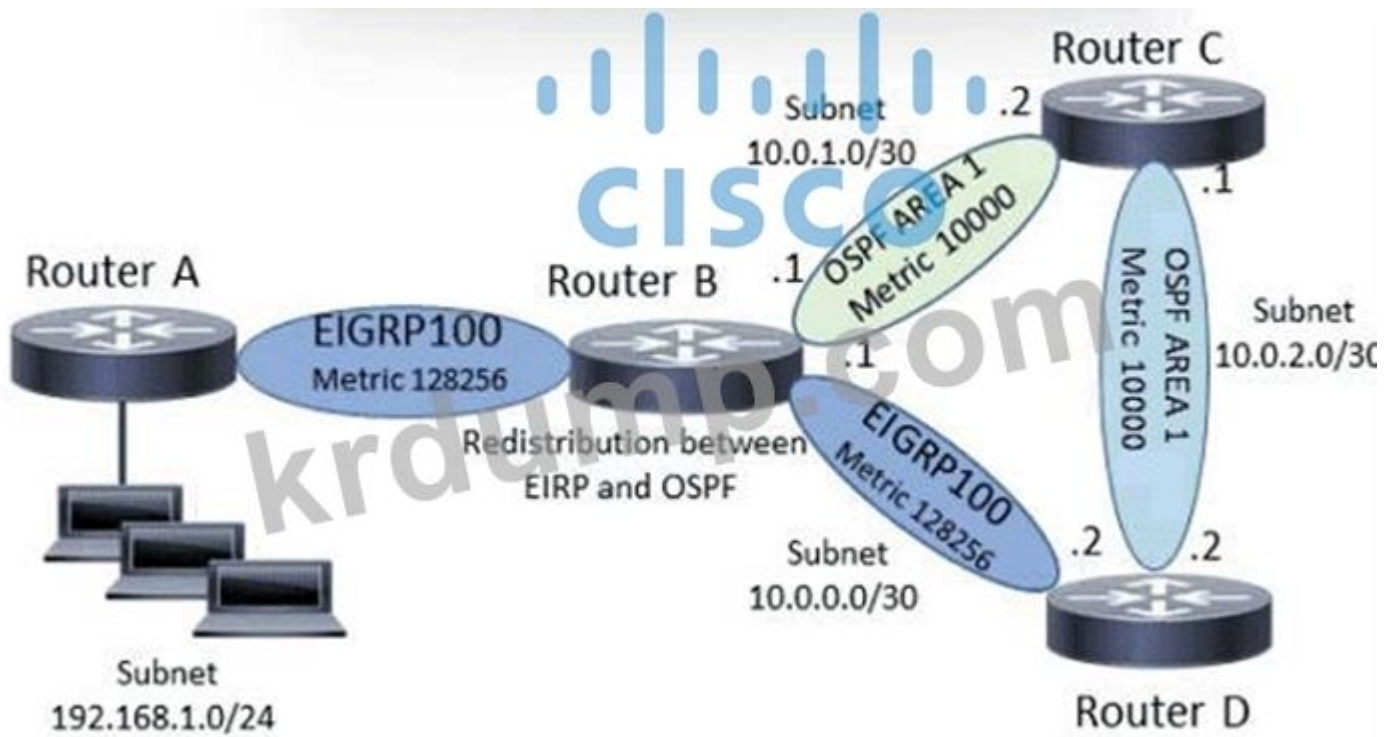 Router C
.2
Subnet
10.0.1.0/30
CISCO
OSPF AREA 1
Metric 10000
.1
.1
Router A
Router B
.1
EIGRP100
Metric 128256
OSPF AREA 1
Metric 10000
Subnet
10.0.2.0/30
Redistribution between
EIRP and OSPF
EIGRP100
Metric 128256
Subnet
10.0.0.0/30
.2
.2
Subnet
192.168.1.0/24
Router D
krdump.com